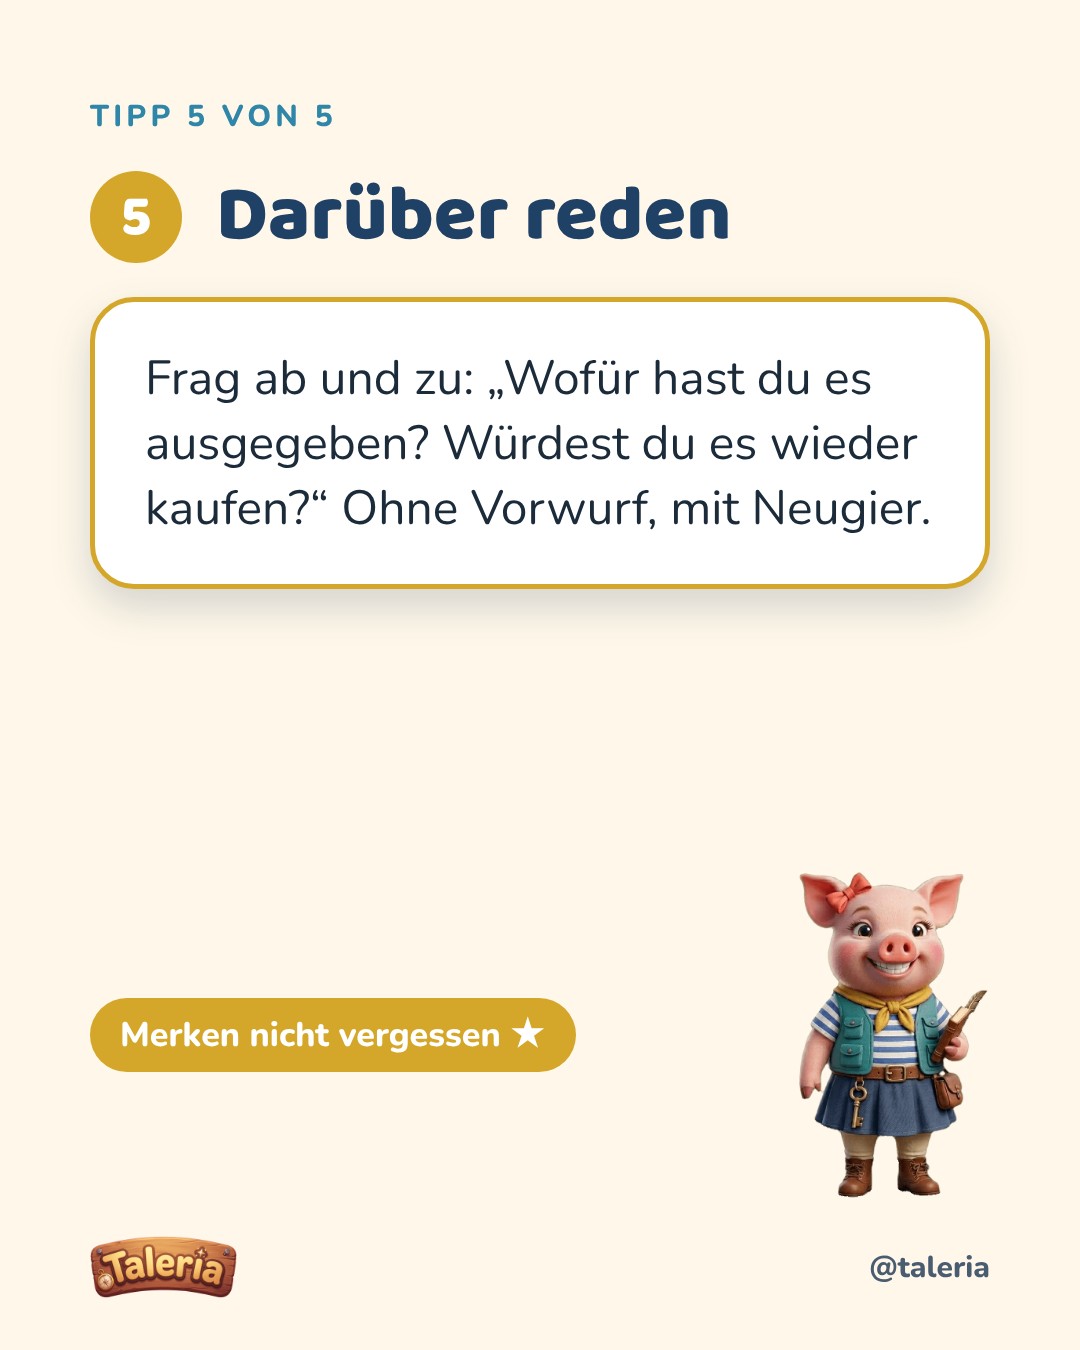 TIPP 5 VON 5
5 Darüber reden
Frag ab und zu: „Wofür hast du es
ausgegeben? Würdest du es wieder
kaufen?“ Ohne Vorwurf, mit Neugier.
Merken nicht vergessen ★
Taleria
@taleria